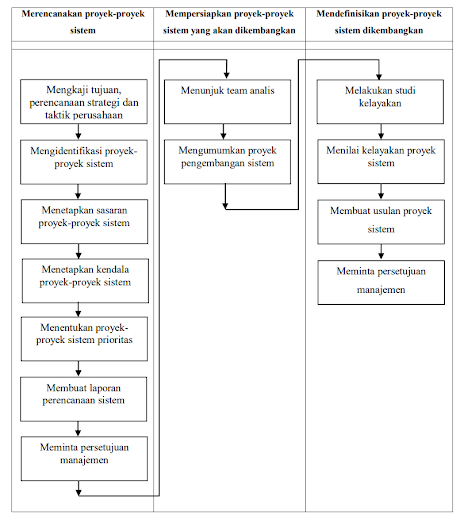 Merencanakan proyek-proyek
sistem
Mempersiapkan proyek-proyek
sistem yang akan dikembangkan
Mendefinisikan proyek-proyek
sistem dikembangkan
Mengkaji tujuan,
perencanaan strategi dan
taktik perusahaan
Mengidentifikasi proyek-
proyek sistem
Menetapkan sasaran
proyek-proyek sistem
Menetapkan kendala
proyek-proyek sistem
Menentukan proyek-
proyek sistem prioritas
Membuat laporan
perencanaan sistem
Meminta persetujuan
manajemen
Menunjuk team analis
Mengumumkan proyek
pengembangan sistem
Melakukan studi
kelayakan
Menilai kelayakan proyek
sistem
Membuat usulan proyek
sistem
Meminta persetujuan
manajemen